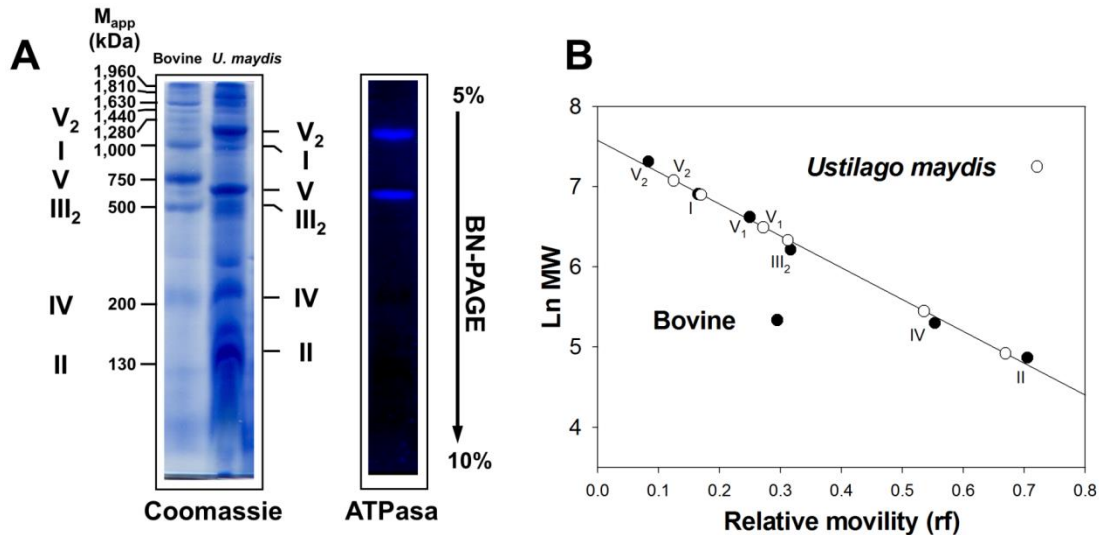 A
M_app
(kDa)
Bovine U. maydis
1,960
1,810
1,630
1,440
1,280
1,000
750
500
200
130
V₂
I
V
III₂
IV
II
V₂
I
V
III₂
IV
II
Coomassie
ATPasa
5%
BN-PAGE
10%
B
Ln MW
8
7
6
5
4
Ustilago maydis
Bovine
V₂
V₂
I
V₁
V₁
III₂
IV
II
0.0 0.1 0.2 0.3 0.4 0.5 0.6 0.7 0.8
Relative movility (rf)